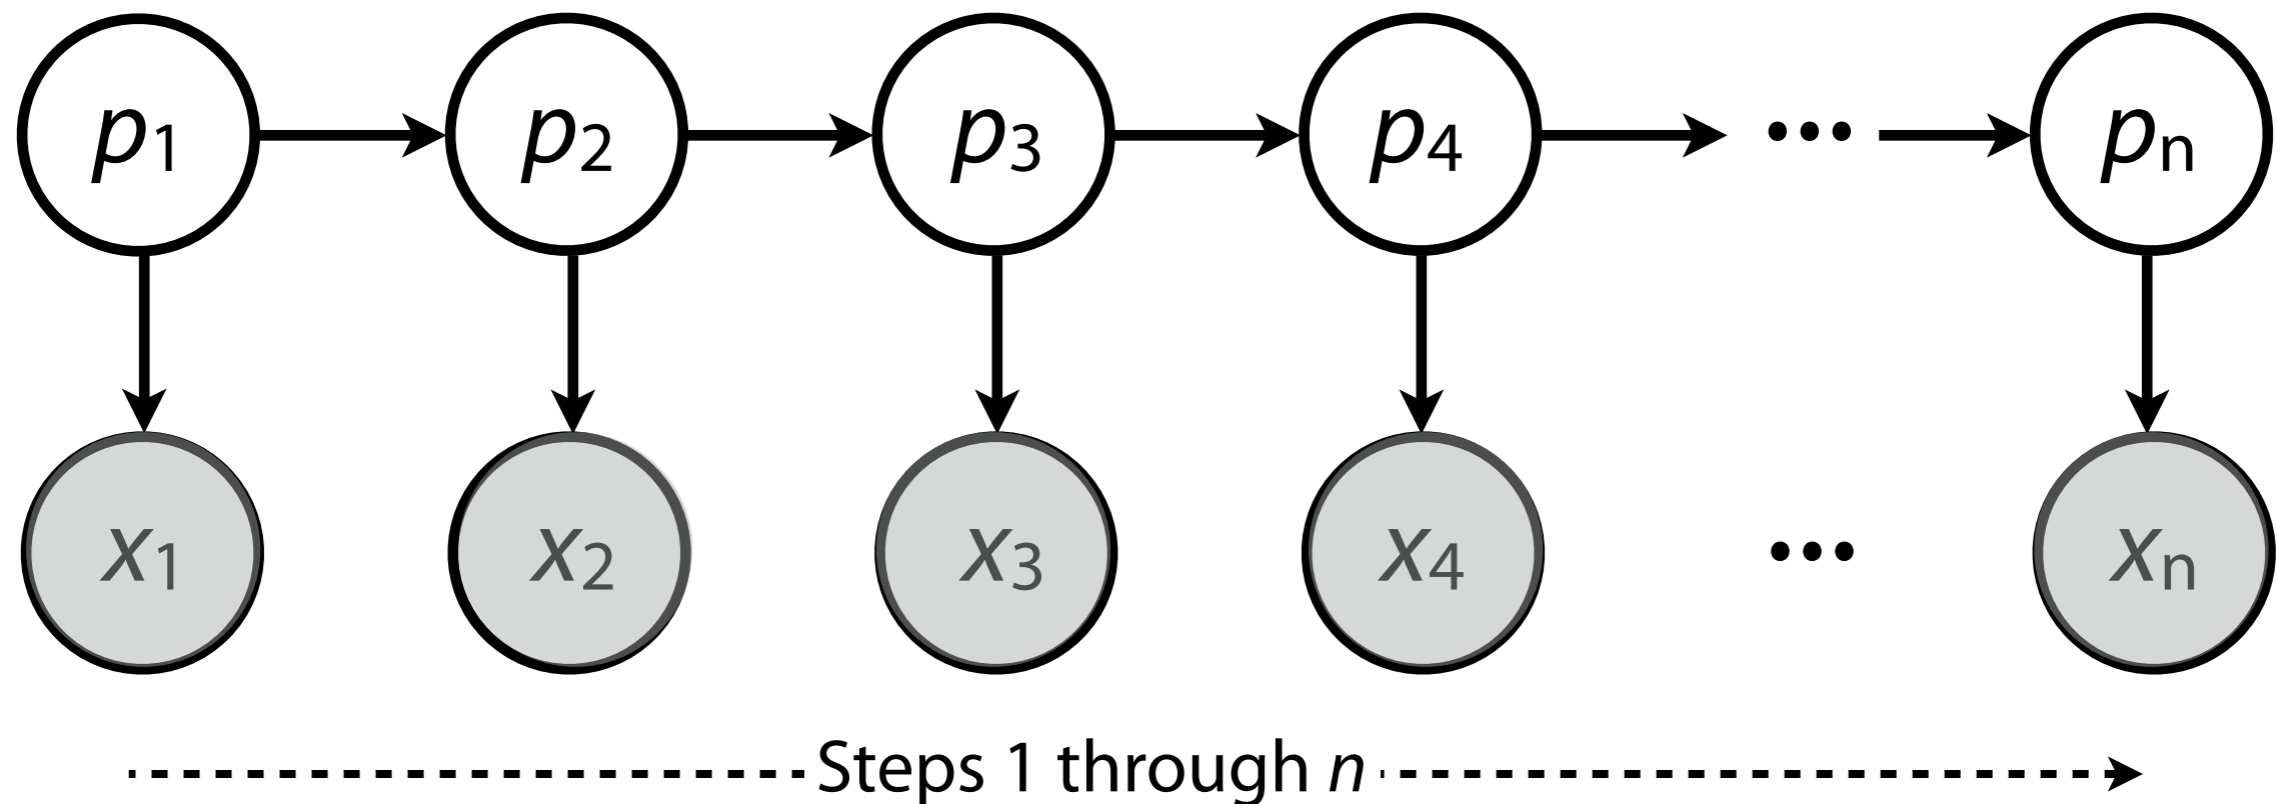 p1 p2 p3 p4 ••• pn
x1 x2 x3 x4 ••• xn
Steps 1 through n